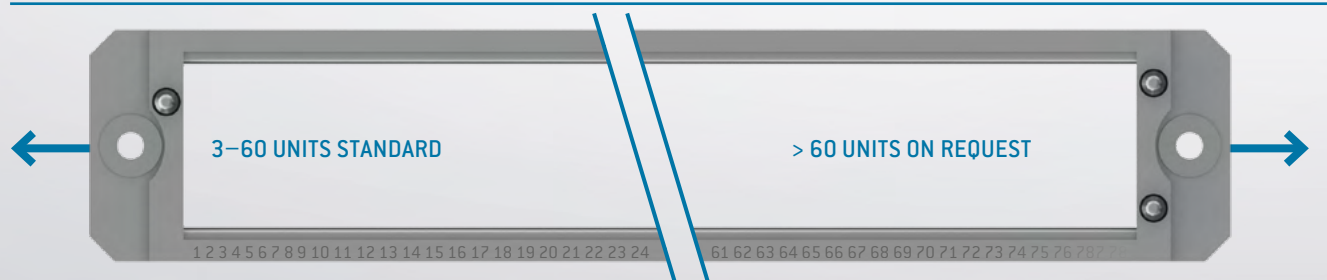 3–60 UNITS STANDARD
> 60 UNITS ON REQUEST
1 2 3 4 5 6 7 8 9 10 11 12 13 14 15 16 17 18 19 20 21 22 23 24
61 62 63 64 65 66 67 68 69 70 71 72 73 74 75 76